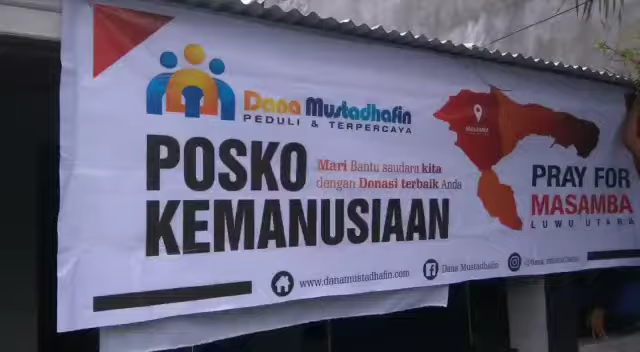 Dana Mustadhafin
PEDULI & TERPERCAYA
POSKO
KEMANUSIAAN
Mari Bantu saudara kita
dengan Donasi terbaik Anda
MASAMBA
PRAY FOR
MASAMBA
LUWU UTARA
www.danamustadhafin.com
Dana Mustadhafin